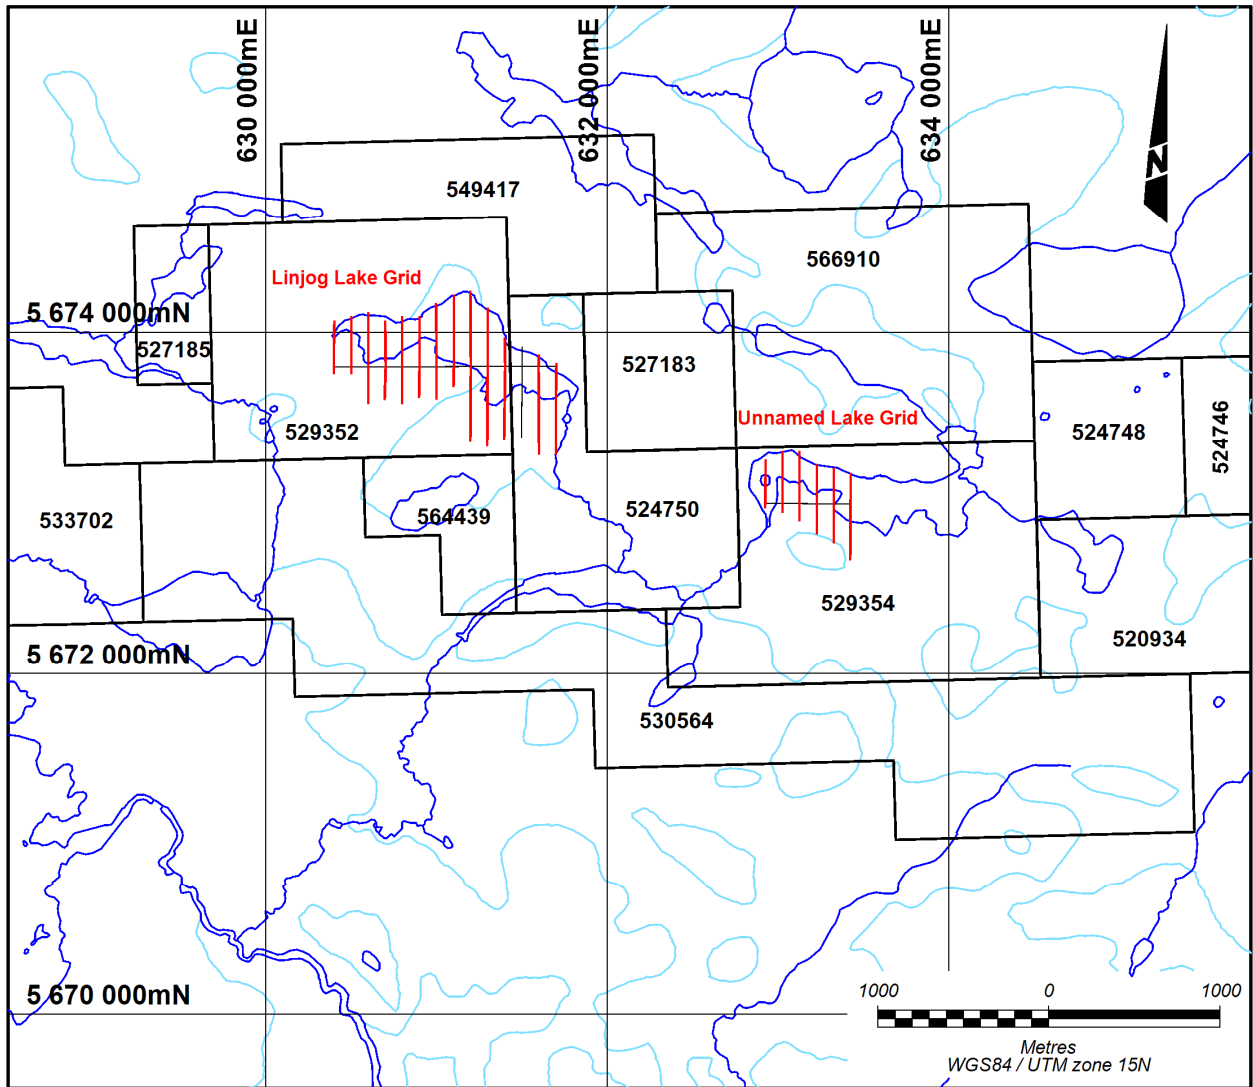 630 000mE
632 000mE
634 000mE
N
549417
566910
Linjog Lake Grid
5 674 000mN
527185
527183
Unnamed Lake Grid
529352
524748
524746
533702
564439
524750
529354
520934
5 672 000mN
530564
5 670 000mN
1000
0
1000
Metres
WGS84 / UTM zone 15N